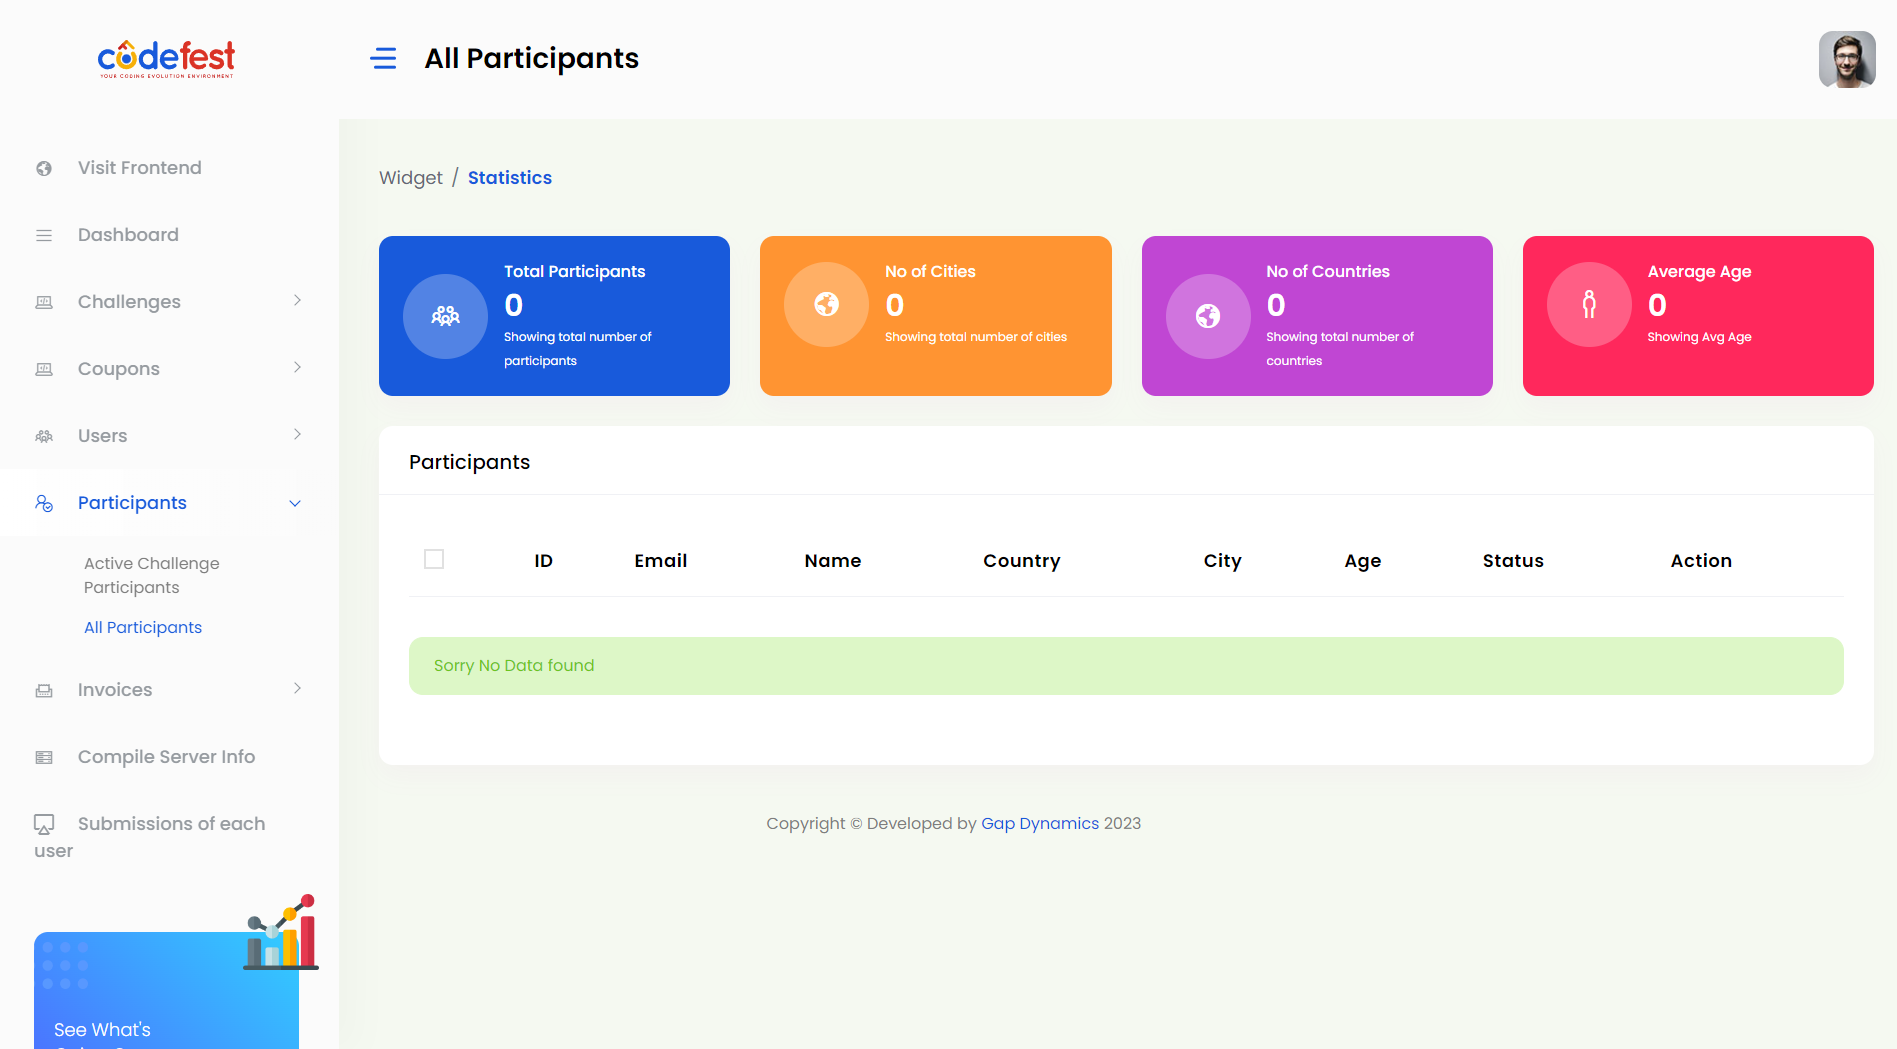 codefest
YOUR CODING EVOLUTION ENVIRONMENT
All Participants
Visit Frontend
Dashboard
Challenges
Coupons
Users
Participants
Active Challenge
Participants
All Participants
Invoices
Compile Server Info
Submissions of each
user
See What's
Widget / Statistics
Total Participants
0
Showing total number of
participants
No of Cities
0
Showing total number of cities
No of Countries
0
Showing total number of
countries
Average Age
0
Showing Avg Age
Participants
ID Email Name Country City Age Status Action
Sorry No Data found
Copyright © Developed by Gap Dynamics 2023